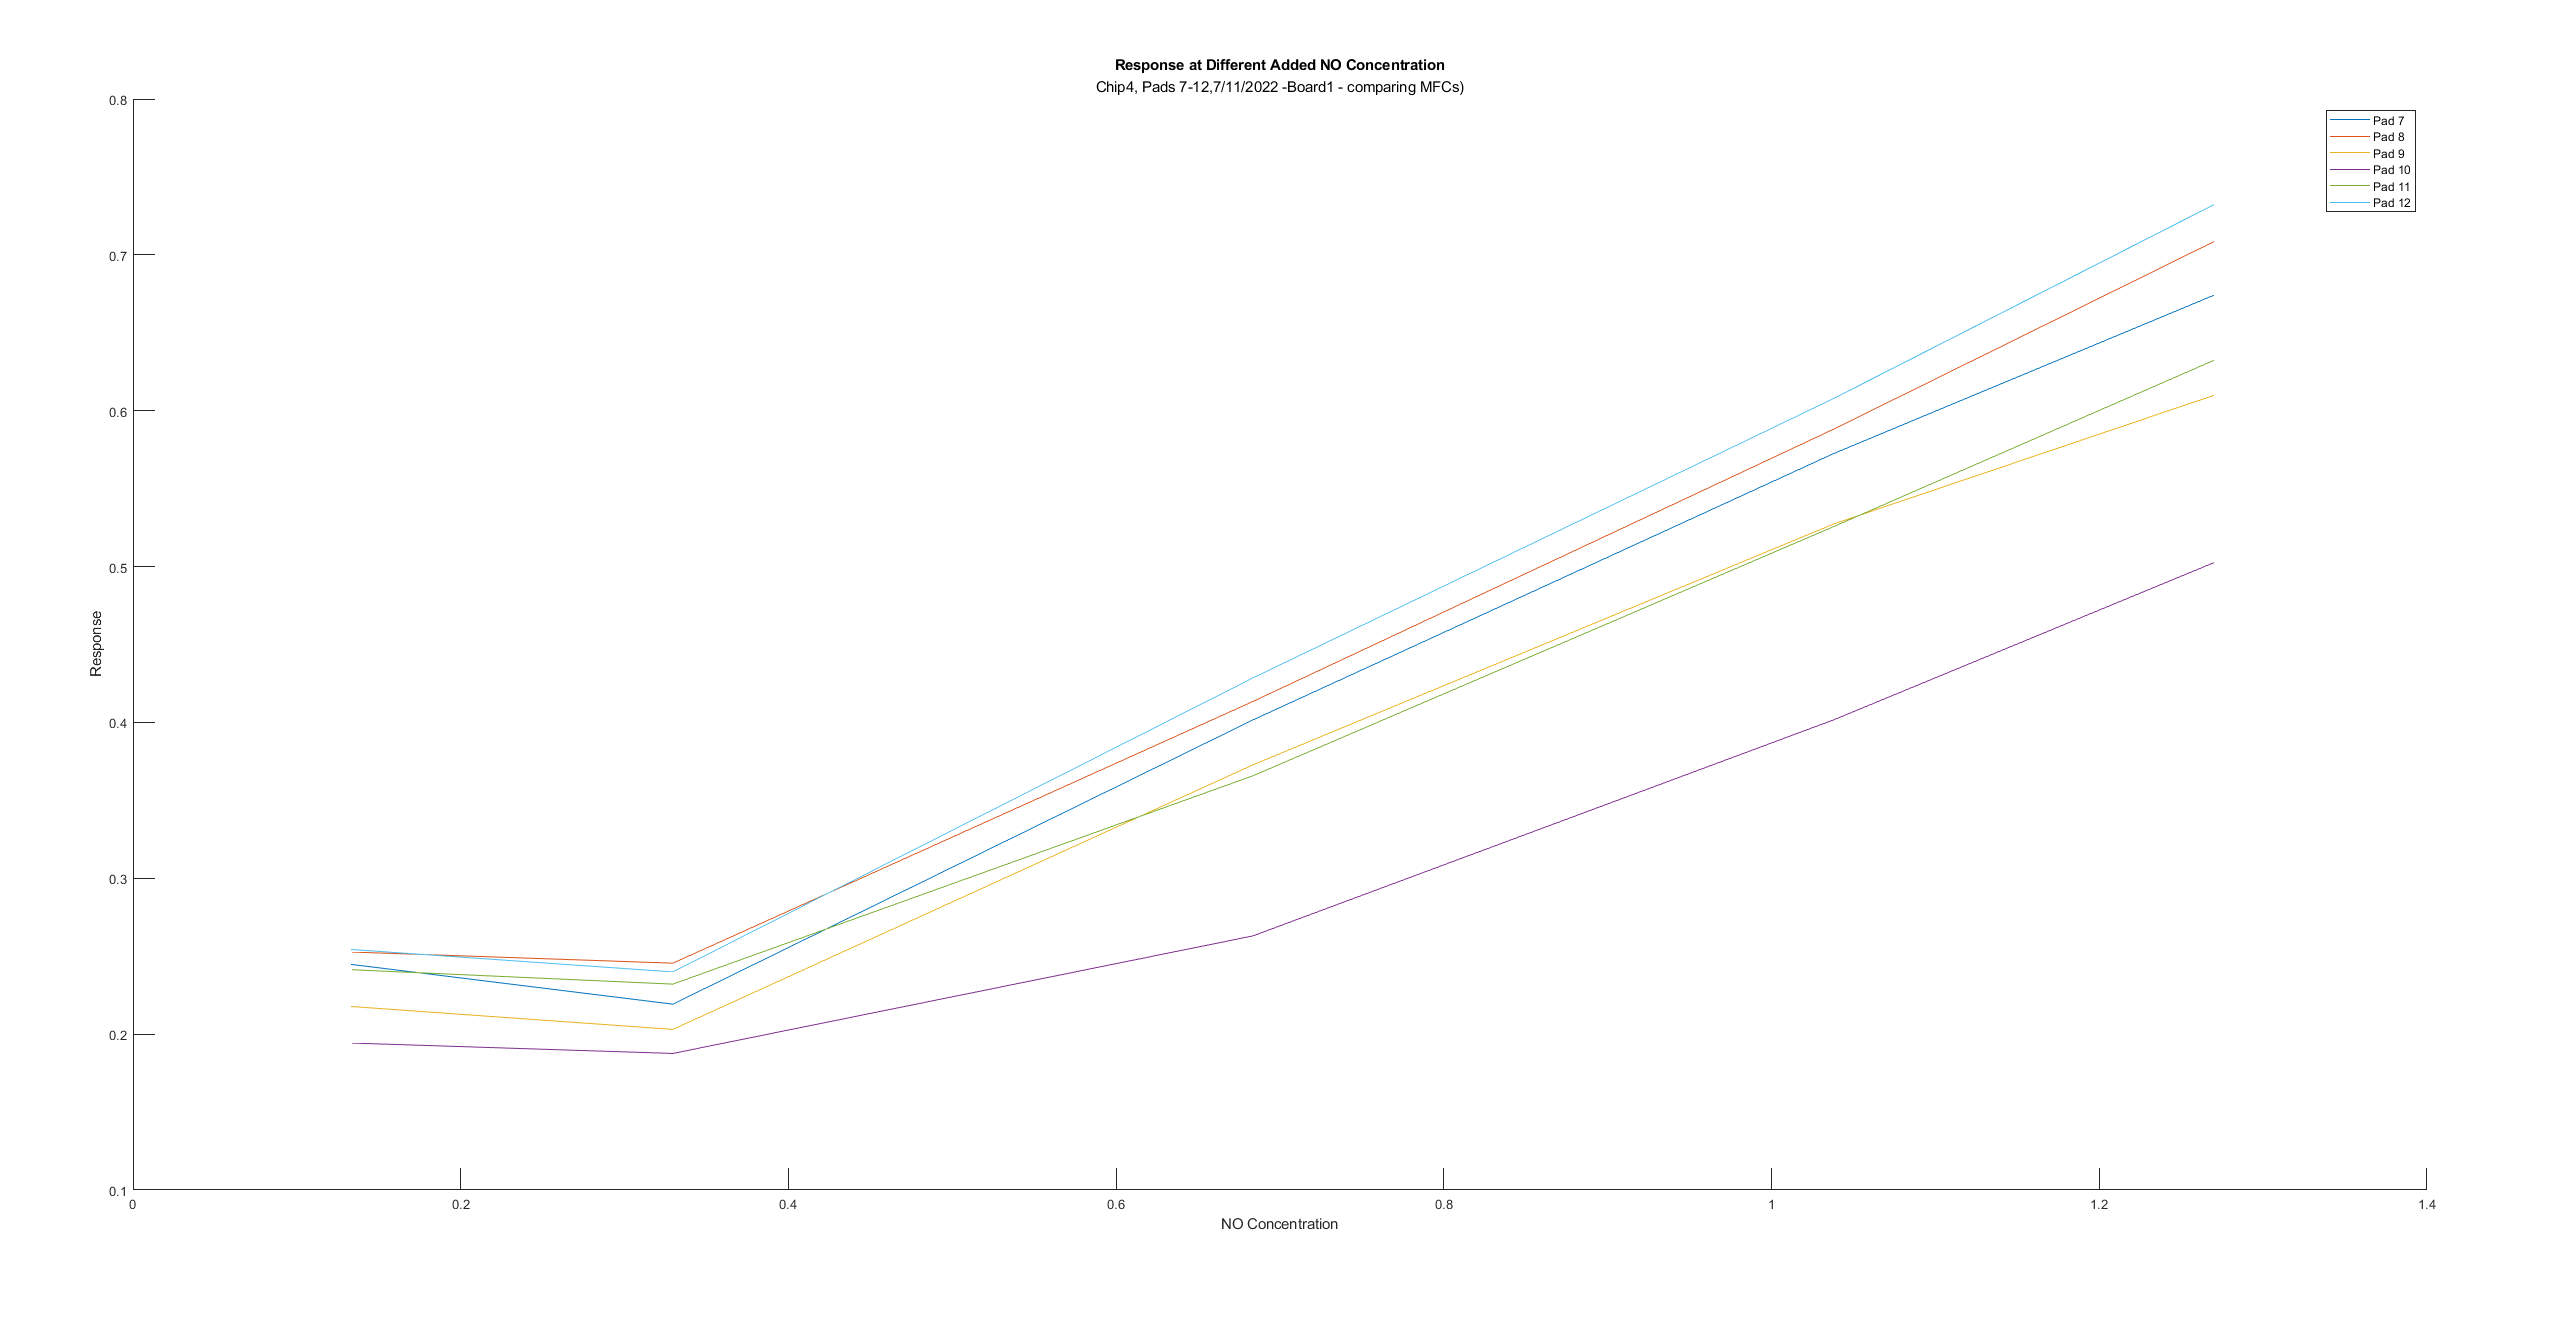 Response at Different Added NO Concentration
Chip4, Pads 7-12,7/11/2022 -Board1 - comparing MFCs)
0.8
0.7
0.6
0.5
0.4
0.3
0.2
0.1
Response
0 0.2 0.4 0.6 0.8 1 1.2 1.4
NO Concentration
Pad 7
Pad 8
Pad 9
Pad 10
Pad 11
Pad 12